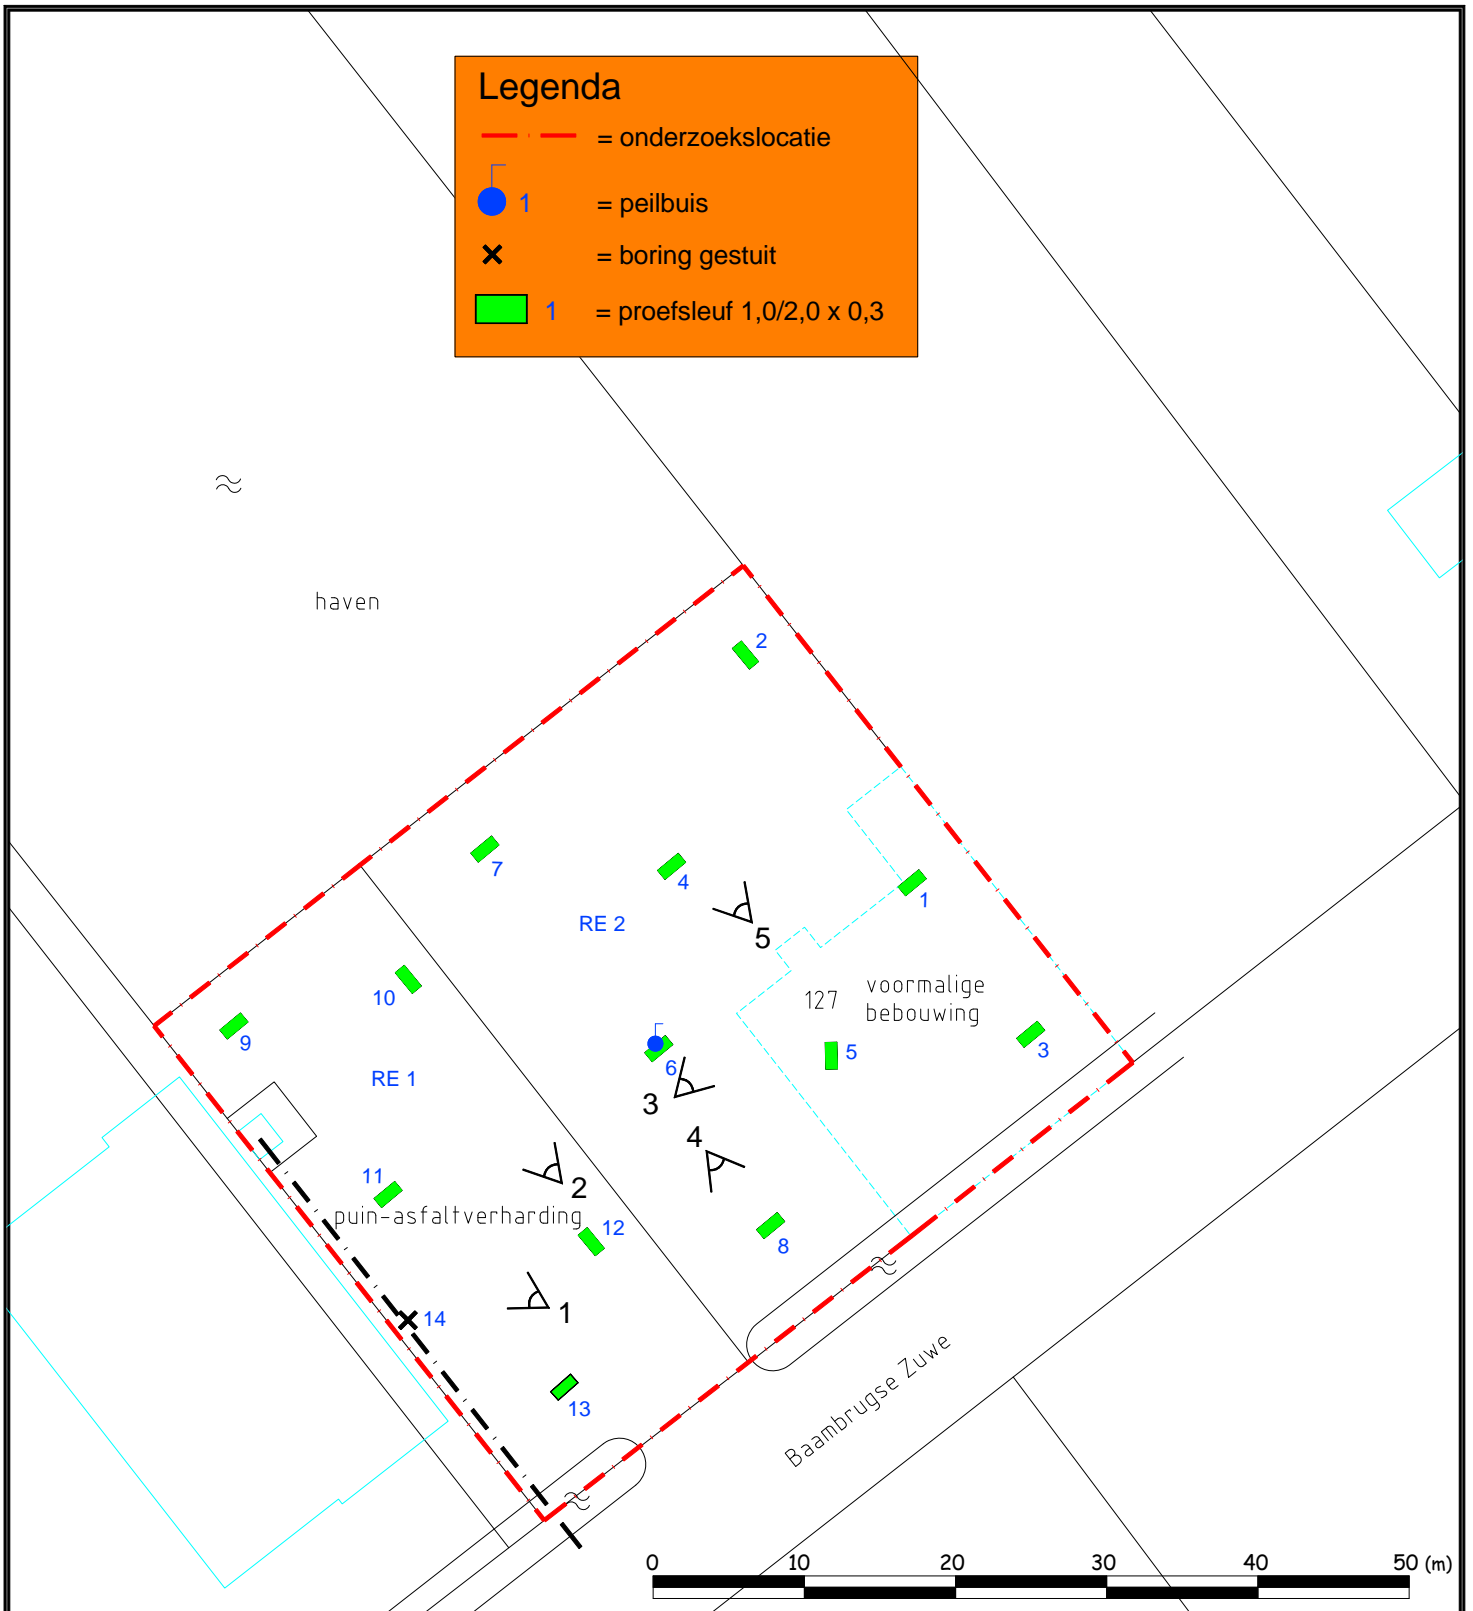 Legenda
= onderzoekslocatie
1 = peilbuis
= boring gestuit
1 = proefsleuf 1,0/2,0 x 0,3
haven
2
7
4
1
RE 2
5
voormalige
127
bebouwing
10
9
5
3
6
RE 1
3
4
11
2
puin-asfaltverharding
12
8
1
14
13
Baambrugse Zuwe
0 10 20 30 40 50 (m)